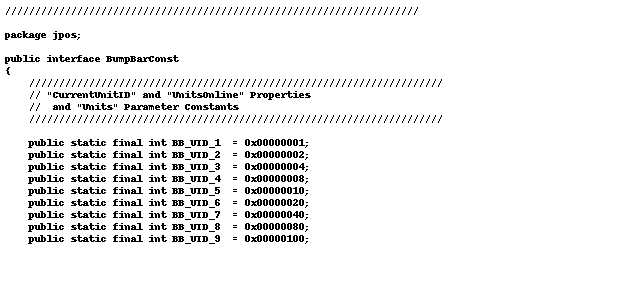 /////////////////////////////////////////////////////////////////////
package jpos;
public interface BumpBarConst
{
/////////////////////////////////////////////////////////////////////
// "CurrentUnitID" and "UnitsOnline" Properties
//  and "Units" Parameter Constants
/////////////////////////////////////////////////////////////////////
public static final int BB_UID_1  = 0x00000001;
public static final int BB_UID_2  = 0x00000002;
public static final int BB_UID_3  = 0x00000004;
public static final int BB_UID_4  = 0x00000008;
public static final int BB_UID_5  = 0x00000010;
public static final int BB_UID_6  = 0x00000020;
public static final int BB_UID_7  = 0x00000040;
public static final int BB_UID_8  = 0x00000080;
public static final int BB_UID_9  = 0x00000100;